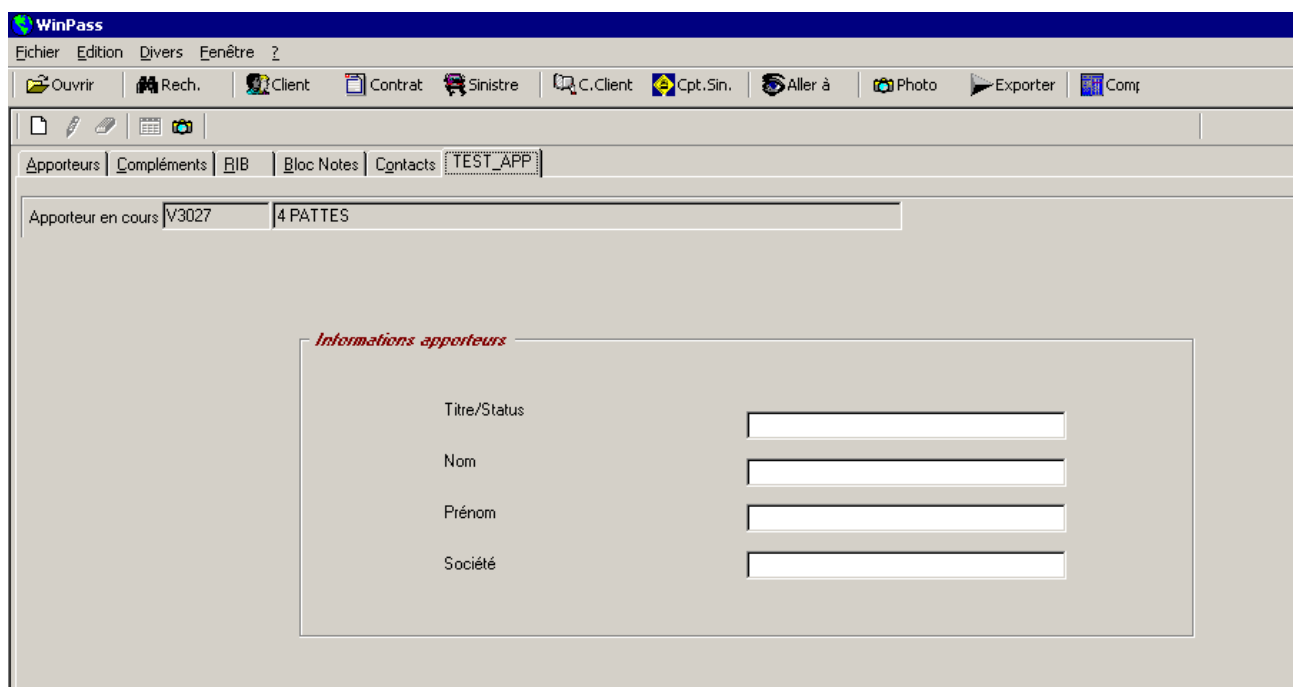 WinPass
Fichier Edition Divers Fenêtre ?
Ouvrir Rech. Client Contrat Sinistre C.Client Cpt.Sin. Aller à Photo Exporter Comp
Apporteurs Compléments RIB Bloc Notes Contacts TEST_APP
Apporteur en cours V3027 4 PATTES
Informations apporteurs
Titre/Status
Nom
Prénom
Société